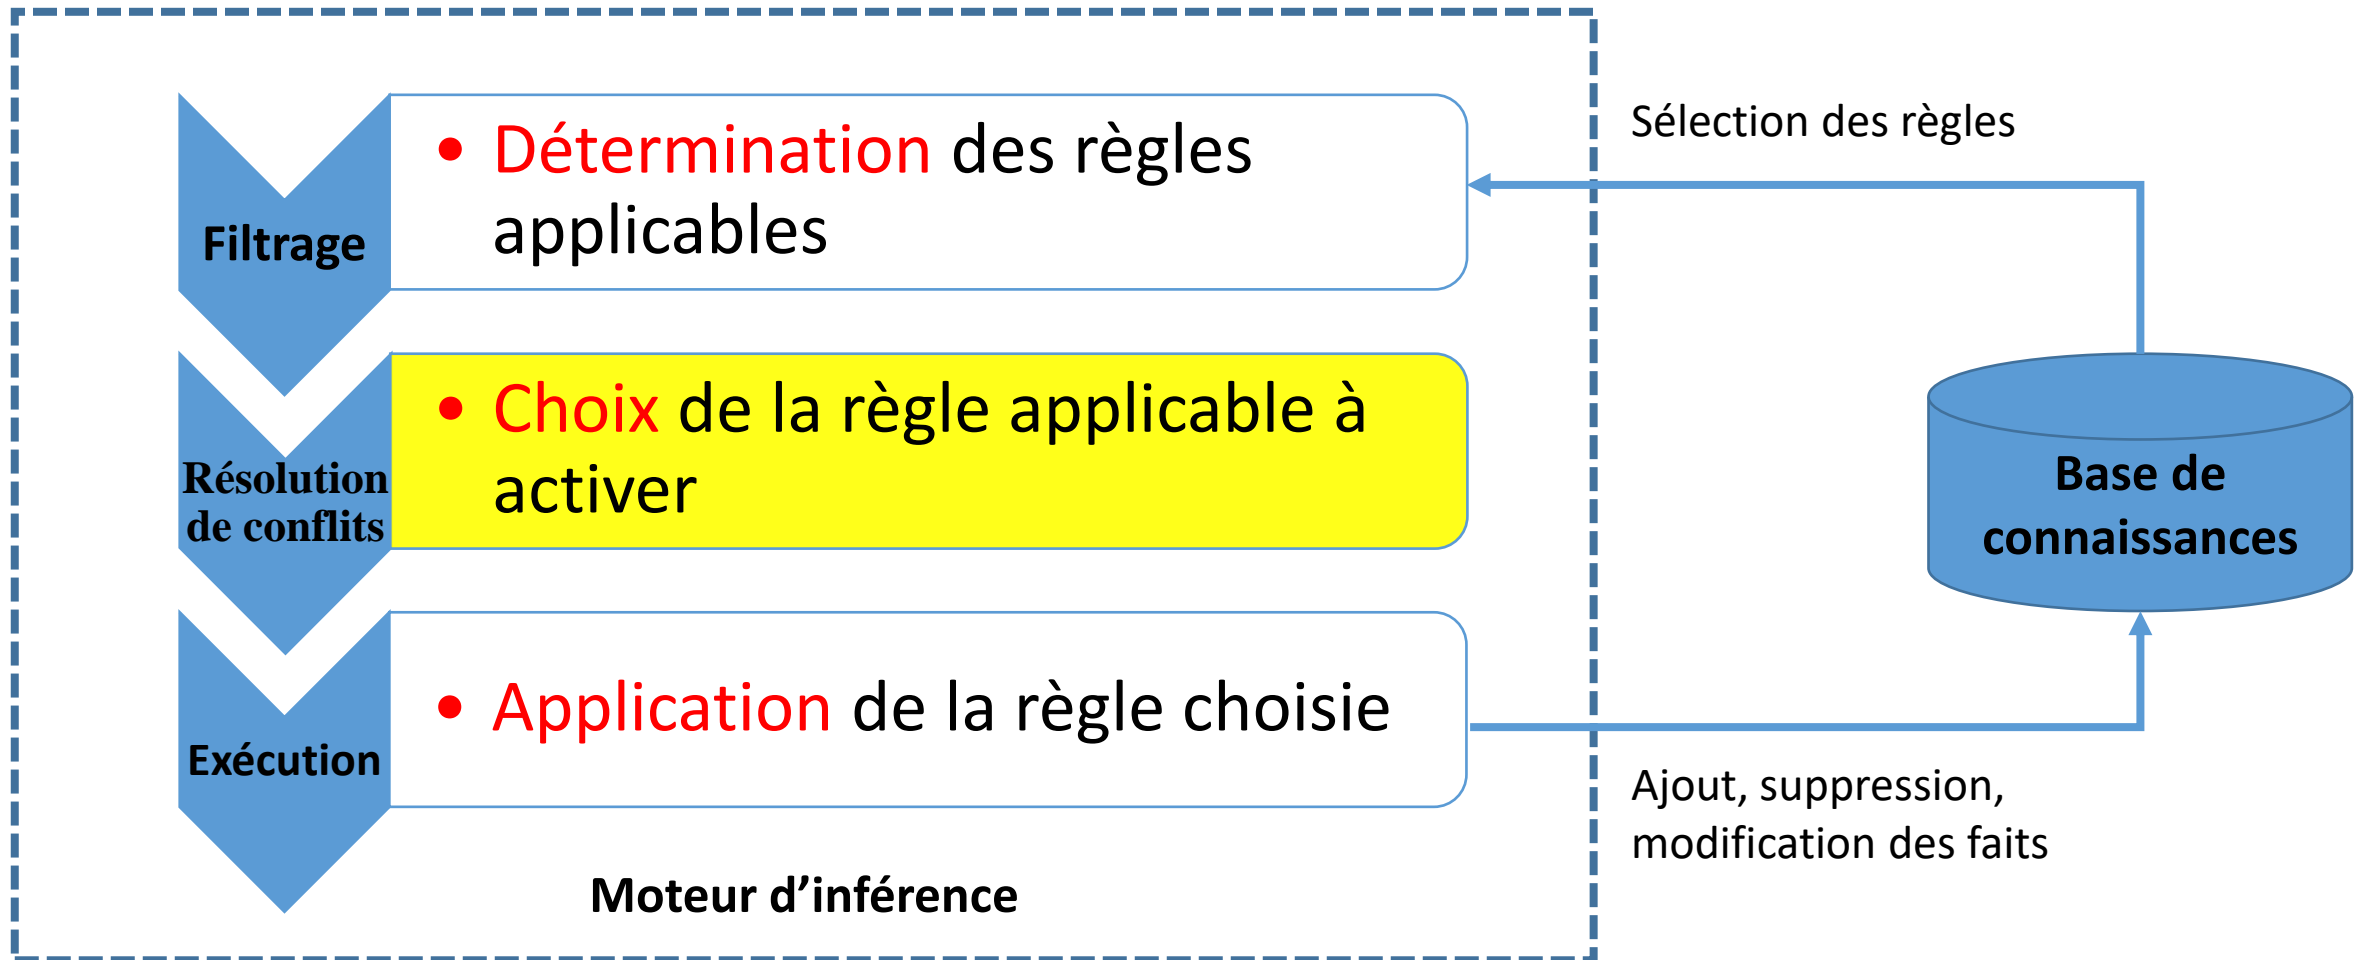 Filtrage
• Détermination des règles
applicables
Résolution
de conflits
• Choix de la règle applicable à
activer
Exécution
• Application de la règle choisie
Moteur d’inférence
Sélection des règles
Base de
connaissances
Ajout, suppression,
modification des faits